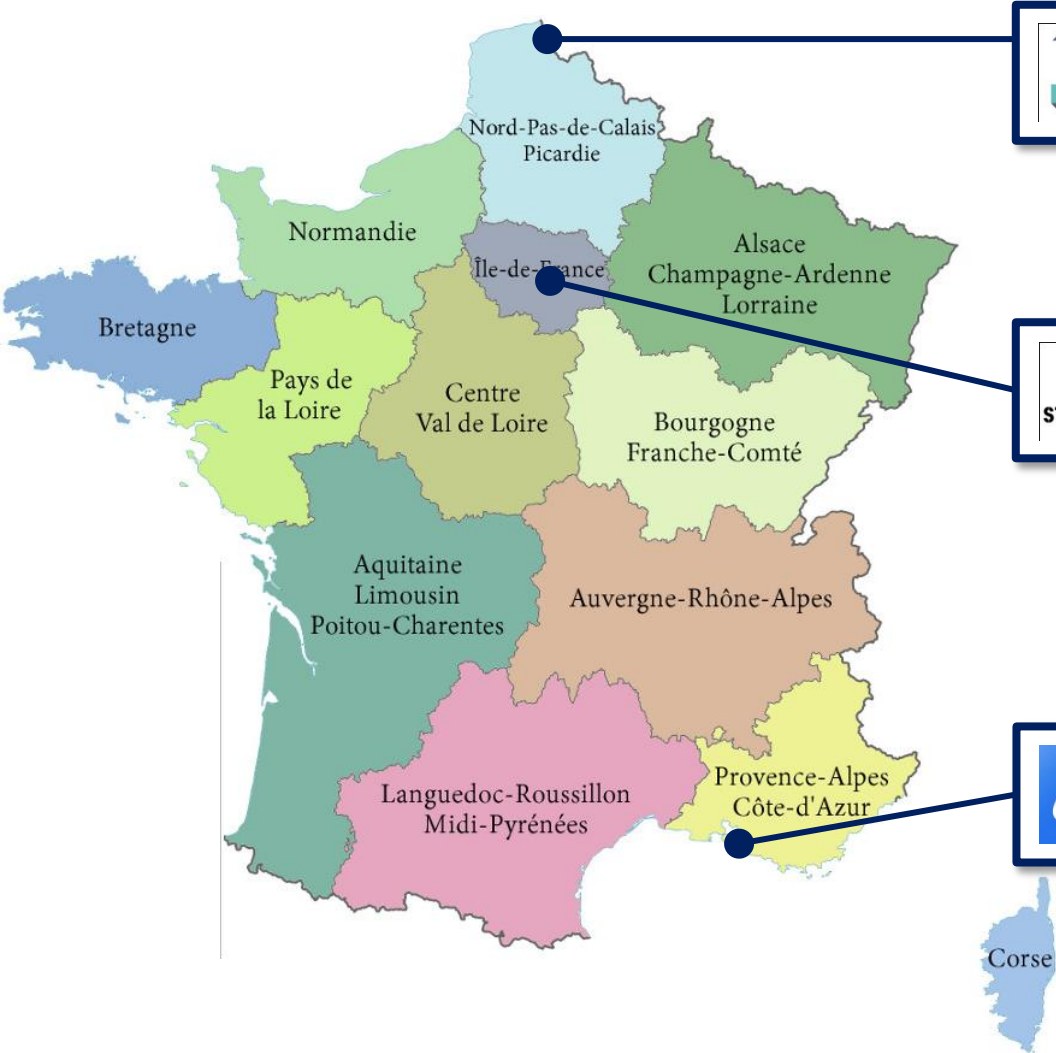 Nord-Pas-de-Calais
Picardie
Normandie
Île-de-France
Alsace
Champagne-Ardenne
Lorraine
Bretagne
Pays de
la Loire
Centre
Val de Loire
Bourgogne
Franche-Comté
Aquitaine
Limousin
Poitou-Charentes
Auvergne-Rhône-Alpes
Provence-Alpes
Côte-d'Azur
Languedoc-Roussillon
Midi-Pyrénées
Corse